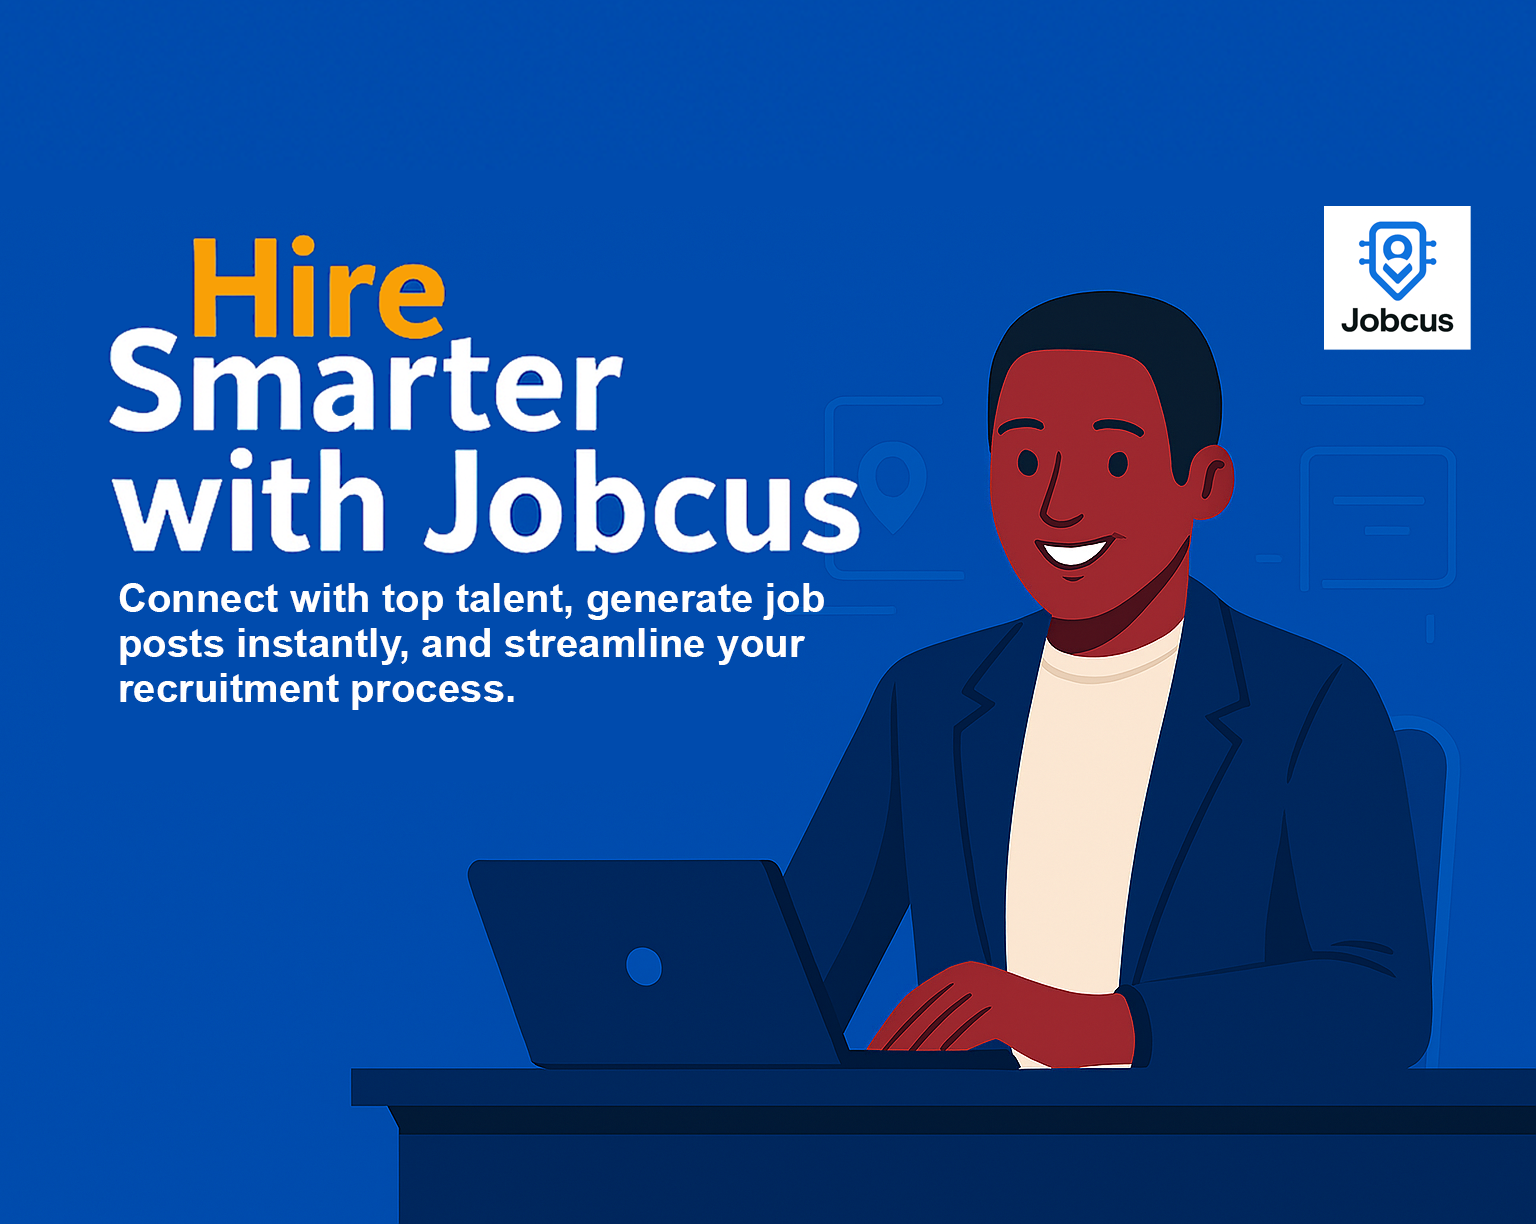 Hire
Smarter
with Jobcus
Connect with top talent, generate job
posts instantly, and streamline your
recruitment process.
Jobcus